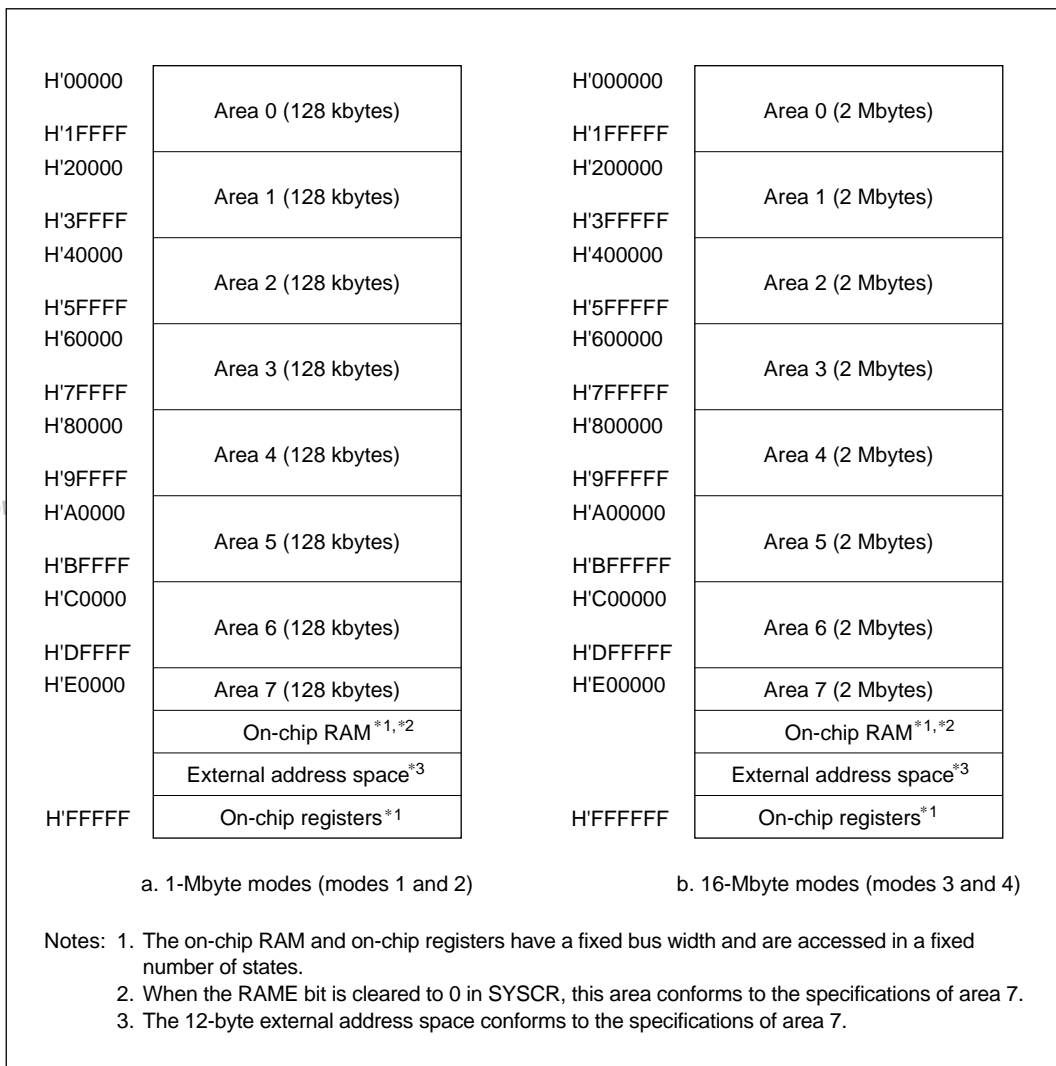 H'00000
Area 0 (128 kbytes)
H'1FFFF
H'20000
Area 1 (128 kbytes)
H'3FFFF
H'40000
Area 2 (128 kbytes)
H'5FFFF
H'60000
Area 3 (128 kbytes)
H'7FFFF
H'80000
Area 4 (128 kbytes)
H'9FFFF
H'A0000
Area 5 (128 kbytes)
H'BFFFF
H'C0000
Area 6 (128 kbytes)
H'DFFFF
H'E0000
Area 7 (128 kbytes)
On-chip RAM*1,*2
External address space*3
H'FFFFF
On-chip registers*1
a. 1-Mbyte modes (modes 1 and 2)
H'000000
Area 0 (2 Mbytes)
H'1FFFFF
H'200000
Area 1 (2 Mbytes)
H'3FFFFF
H'400000
Area 2 (2 Mbytes)
H'5FFFFF
H'600000
Area 3 (2 Mbytes)
H'7FFFFF
H'800000
Area 4 (2 Mbytes)
H'9FFFFF
H'A00000
Area 5 (2 Mbytes)
H'BFFFFF
H'C00000
Area 6 (2 Mbytes)
H'DFFFFF
H'E00000
Area 7 (2 Mbytes)
On-chip RAM*1,*2
External address space*3
H'FFFFFF
On-chip registers*1
b. 16-Mbyte modes (modes 3 and 4)
Notes: 1. The on-chip RAM and on-chip registers have a fixed bus width and are accessed in a fixed
number of states.
2. When the RAME bit is cleared to 0 in SYSCR, this area conforms to the specifications of area 7.
3. The 12-byte external address space conforms to the specifications of area 7.